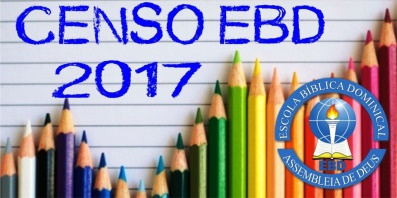 CENSO EBD
2017
ESCOLA BÍBLICA DOMINICAL
EBD
ASSEMBLEIA DE DEUS